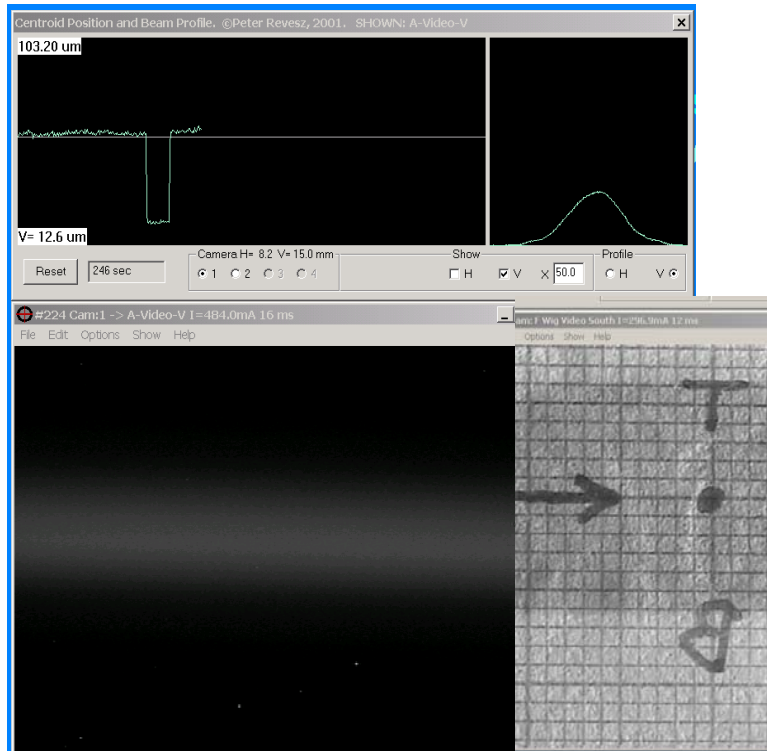 Centroid Position and Beam Profile. ©Peter Revesz, 2001. SHOWN: A-Video-V
103.20 um
V= 12.6 um
Camera H= 8.2 V= 15.0 mm
Show
Profile
Reset
246 sec
1 2 3 4
H V X 50.0
H V
#224 Cam:1 -> A-Video-V I=484.0mA 16 ms
File Edit Options Show Help
am: F Wig Video South I=296.9mA 12 ms
Options Show Help
T
B